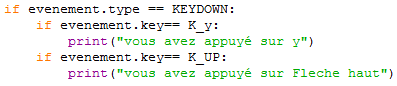 if evenement.type == KEYDOWN:
    if evenement.key== K_y:
        print("vous avez appuyé sur y")
    if evenement.key== K_UP:
        print("vous avez appuyé sur Fleche haut")